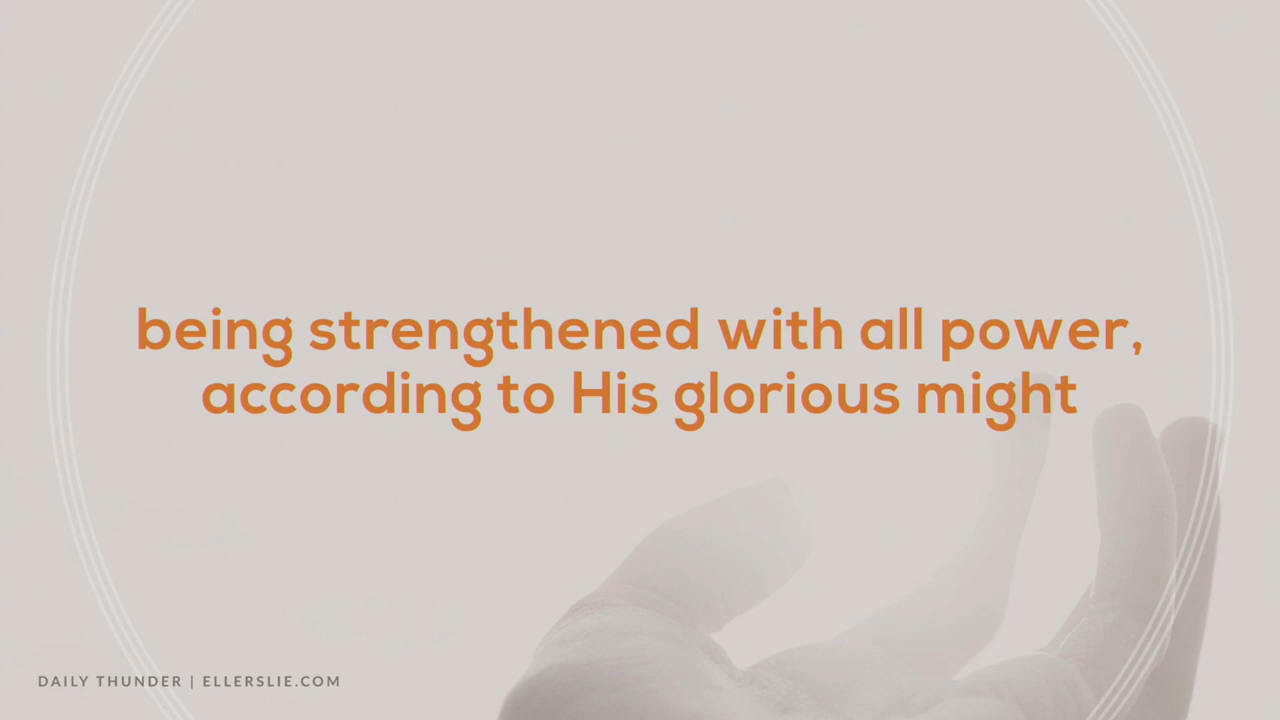 being strengthened with all power,
according to His glorious might
DAILY THUNDER | ELLERSLIE.COM